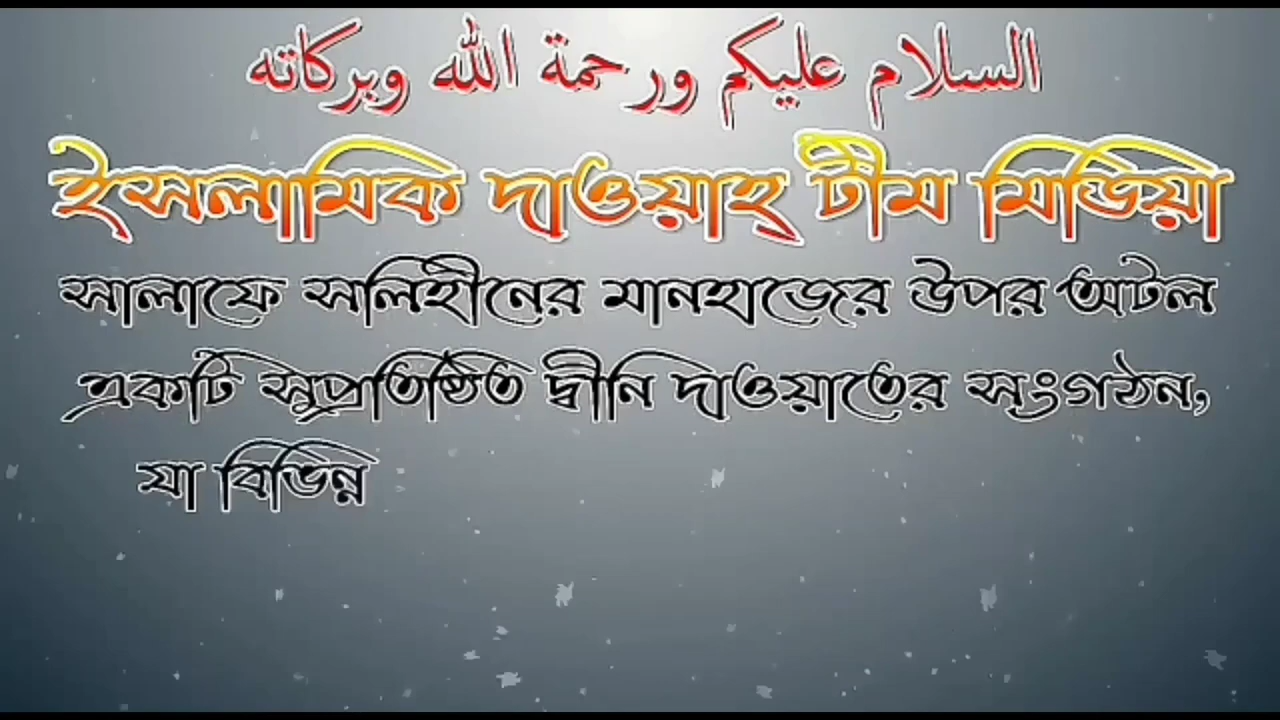 السلام عليكم ورحمة الله وبركاته
ইসলামিক দাওয়াহ্ টীম মিডিয়া
সালাফে সলিহীনের মানহাজের উপর অটল
একটি সুপ্রতিষ্ঠিত দ্বীনি দাওয়াতের সংগঠন,
যা বিভিন্ন